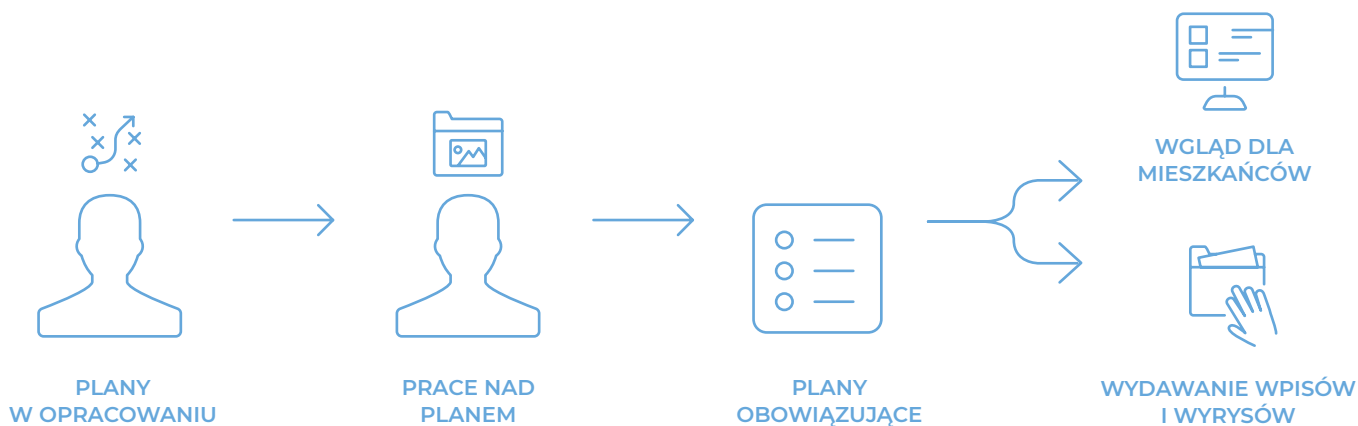 WGLĄD DLA
MIESZKAŃCÓW
PLANY
W OPRACOWANIU
PRACE NAD
PLANEM
PLANY
OBOWIĄZUJĄCE
WYDAWANIE WPISÓW
I WYRYSÓW